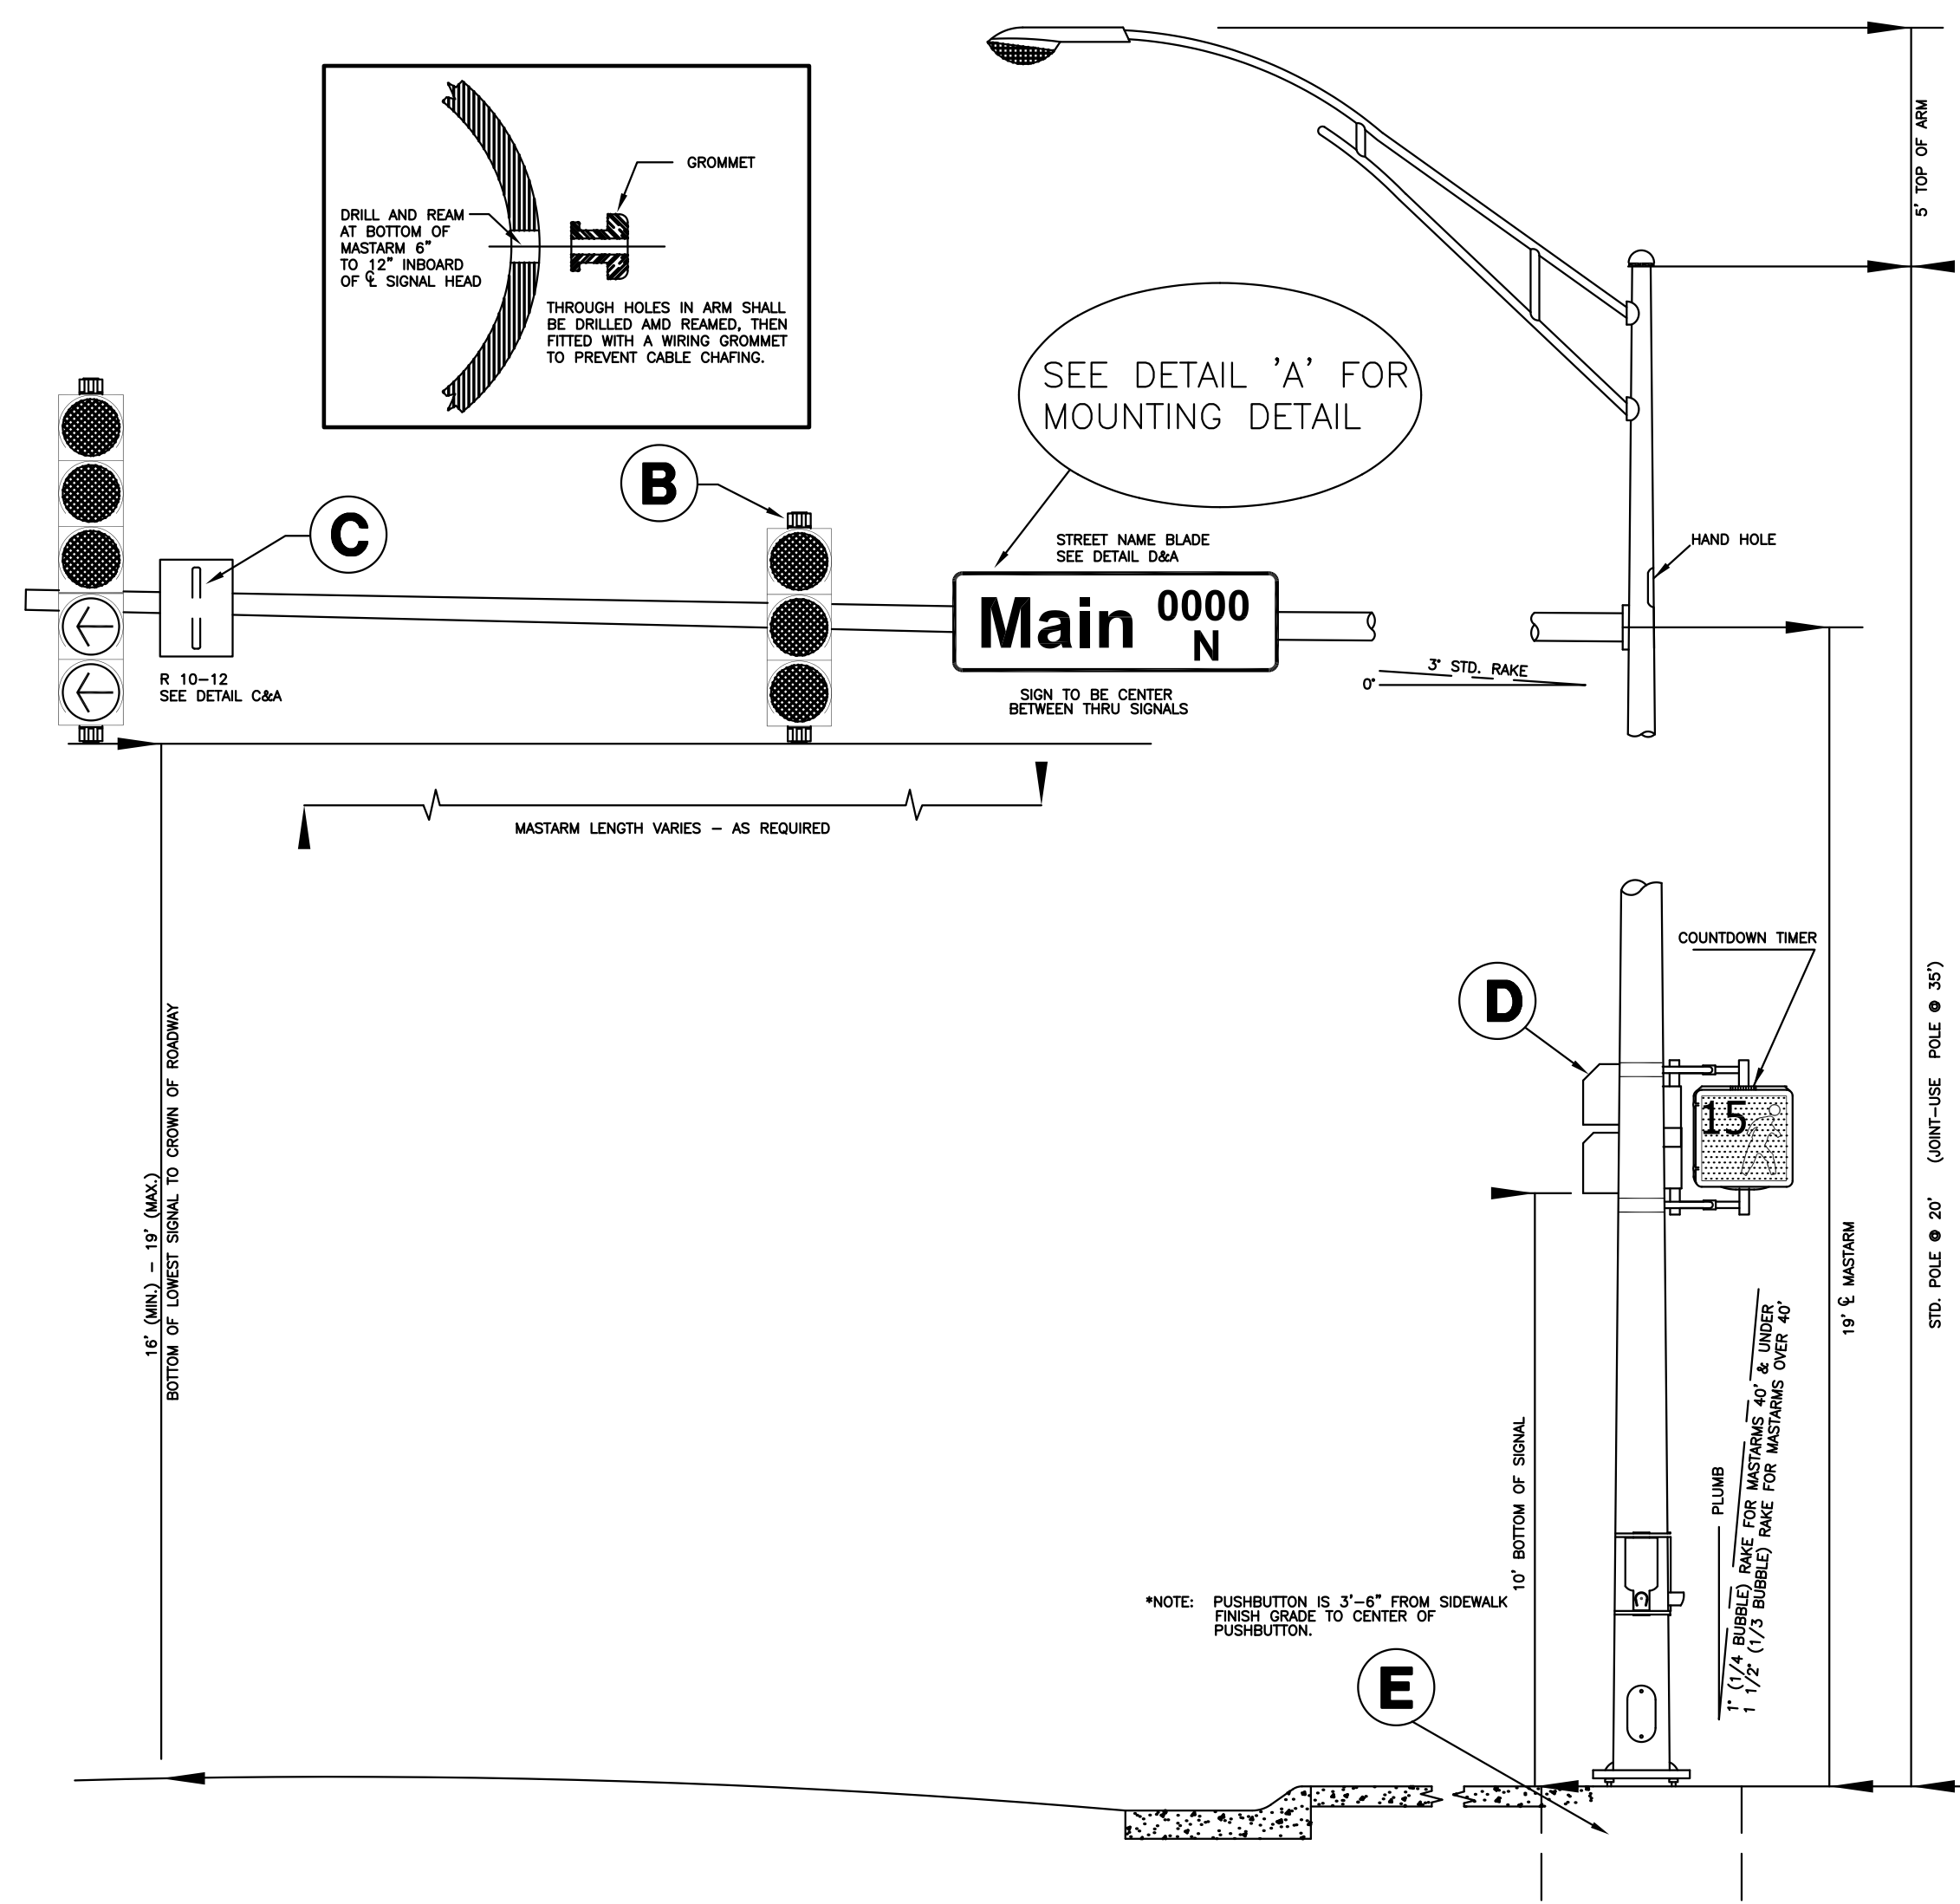 5' TOP OF ARM
GROMMET
DRILL AND REAM
AT BOTTOM OF
MASTARM 6"
TO 12" INBOARD
OF ℄ SIGNAL HEAD
THROUGH HOLES IN ARM SHALL
BE DRILLED AMD REAMED, THEN
FITTED WITH A WIRING GROMMET
TO PREVENT CABLE CHAFING.
SEE DETAIL 'A' FOR
MOUNTING DETAIL
B
C
STREET NAME BLADE
SEE DETAIL D&A
HAND HOLE
Main 0000
N
R 10-12
SEE DETAIL C&A
SIGN TO BE CENTER
BETWEEN THRU SIGNALS
3° STD. RAKE
0°
MASTARM LENGTH VARIES - AS REQUIRED
COUNTDOWN TIMER
D
15
16' (MIN.) - 19' (MAX.)
BOTTOM OF LOWEST SIGNAL TO CROWN OF ROADWAY
STD. POLE @ 20' (JOINT-USE POLE @ 35')
19' ℄ MASTARM
10' BOTTOM OF SIGNAL
PLUMB
1° (1/4 BUBBLE) RAKE FOR MASTARMS 40' & UNDER
1 1/2° (1/3 BUBBLE) RAKE FOR MASTARMS OVER 40'
*NOTE: PUSHBUTTON IS 3'-6" FROM SIDEWALK
FINISH GRADE TO CENTER OF
PUSHBUTTON.
E